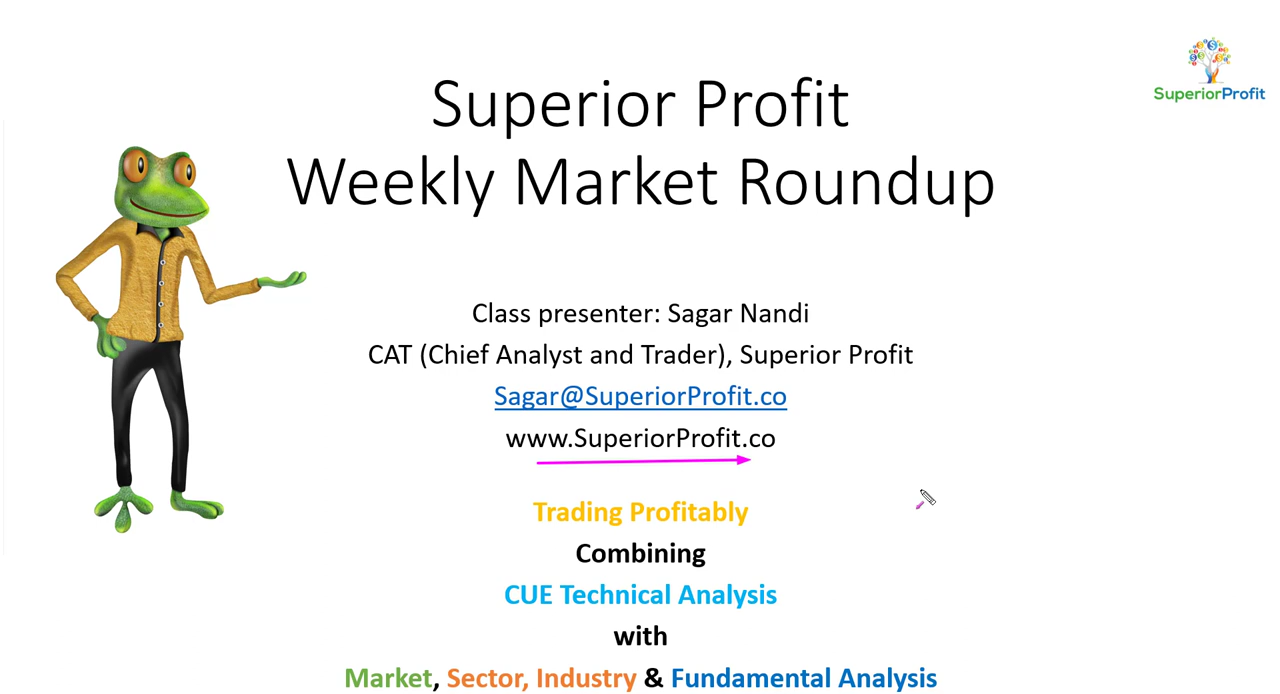 SuperiorProfit
Superior Profit
Weekly Market Roundup
Class presenter: Sagar Nandi
CAT (Chief Analyst and Trader), Superior Profit
Sagar@SuperiorProfit.co
www.SuperiorProfit.co
Trading Profitably
Combining
CUE Technical Analysis
with
Market, Sector, Industry & Fundamental Analysis